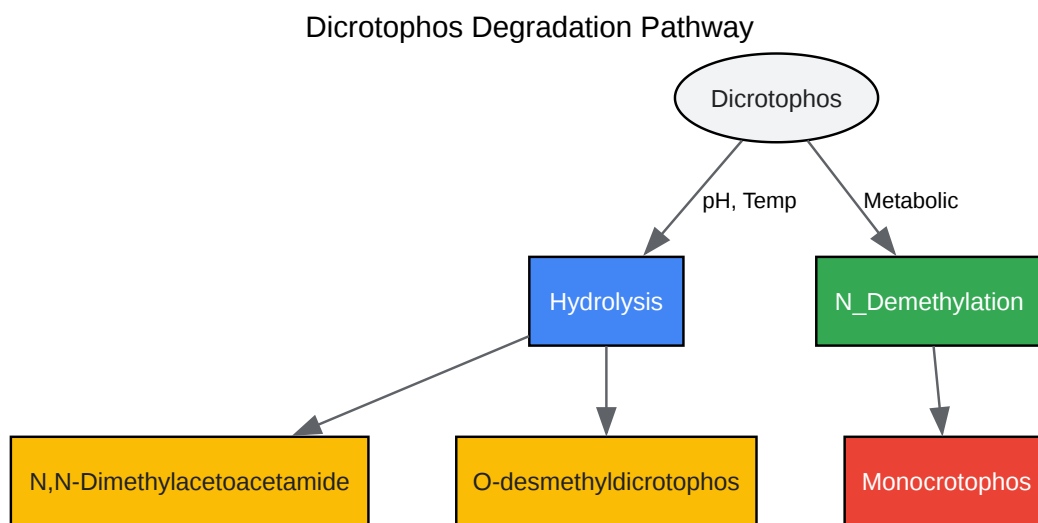 Dicrotophos Degradation Pathway
Dicrotophos
pH, Temp
Metabolic
Hydrolysis
N_Demethylation
N,N-Dimethylacetoacetamide
O-desmethyldicrotophos
Monocrotophos